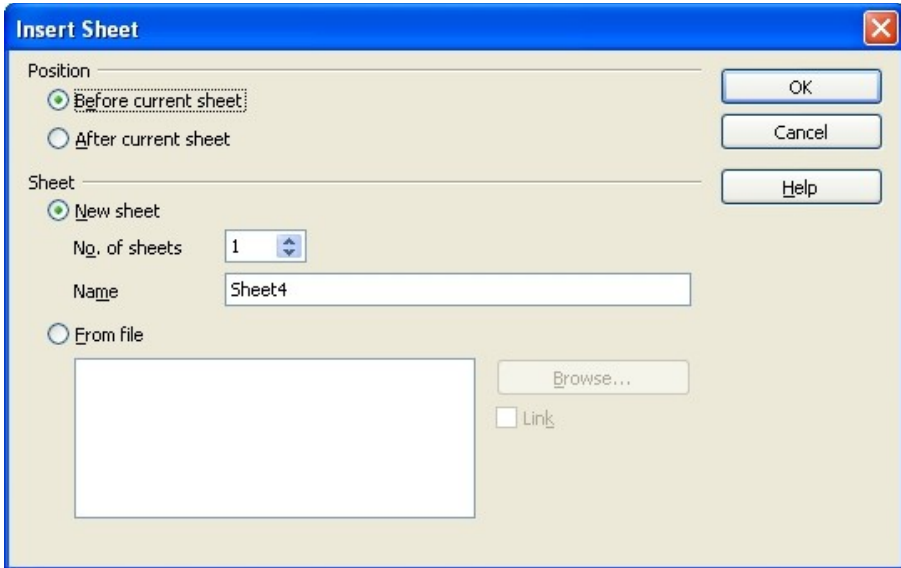 Insert Sheet
Position
Before current sheet
After current sheet
OK
Cancel
Help
Sheet
New sheet
No. of sheets 1
Name Sheet4
From file
Browse...
Link